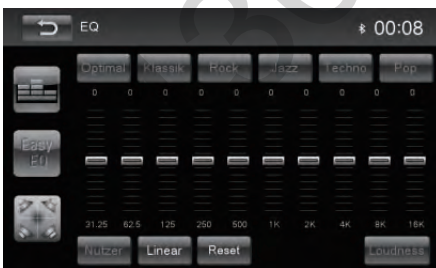 EQ 00:08
Optimal Klassik Rock Jazz Techno Pop
0 0 0 0 0 0 0 0 0 0
Easy
EQ
31.25 62.5 125 250 500 1K 2K 4K 8K 16K
Nutzer Linear Reset Loudness